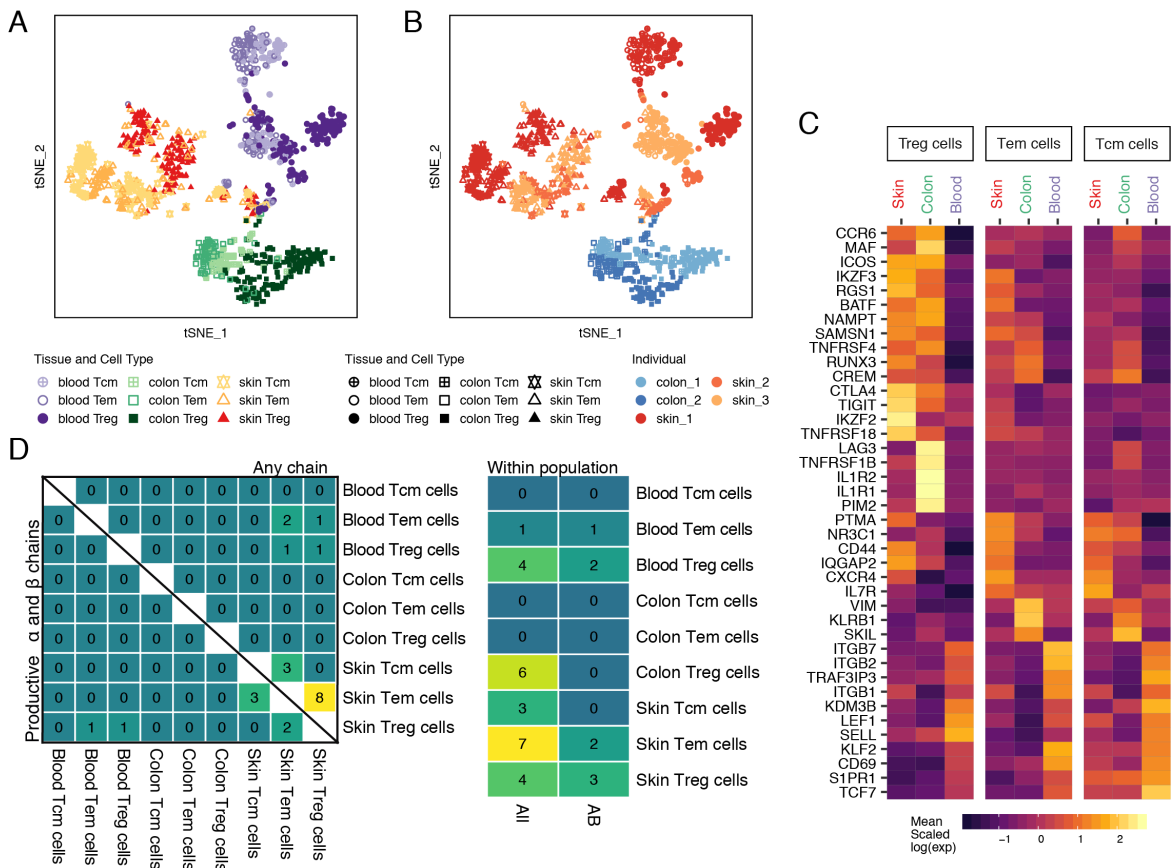 A
B
C
tSNE_2
tSNE_1
tSNE_2
tSNE_1
Tissue and Cell Type
blood Tcm
colon Tcm
skin Tcm
blood Tem
colon Tem
skin Tem
blood Treg
colon Treg
skin Treg
Tissue and Cell Type
blood Tcm
colon Tcm
skin Tcm
blood Tem
colon Tem
skin Tem
blood Treg
colon Treg
skin Treg
Individual
colon_1
skin_2
colon_2
skin_3
skin_1
Treg cells
Tem cells
Tcm cells
Skin Colon Blood Skin Colon Blood Skin Colon Blood
CCR6
MAF
ICOS
IKZF3
RGS1
BATF
NAMPT
SAMSN1
TNFRSF4
RUNX3
CREM
CTLA4
TIGIT
IKZF2
TNFRSF18
LAG3
TNFRSF1B
IL1R2
IL1R1
PIM2
PTMA
NR3C1
CD44
IQGAP2
CXCR4
IL7R
VIM
KLRB1
SKIL
ITGB7
ITGB2
TRAF3IP3
ITGB1
KDM3B
LEF1
SELL
KLF2
CD69
S1PR1
TCF7
Mean
Scaled
log(exp)
−1 0 1 2
D
Any chain
Productive α and β chains
0 0 0 0 0 0 0 0 Blood Tcm cells
0 0 0 0 0 0 2 1 Blood Tem cells
0 0 0 0 0 0 1 1 Blood Treg cells
0 0 0 0 0 0 0 0 Colon Tcm cells
0 0 0 0 0 0 0 0 Colon Tem cells
0 0 0 0 0 0 0 0 Colon Treg cells
0 0 0 0 0 0 3 0 Skin Tcm cells
0 0 0 0 0 0 3 8 Skin Tem cells
0 1 1 0 0 0 0 2 Skin Treg cells
Blood Tcm cells
Blood Tem cells
Blood Treg cells
Colon Tcm cells
Colon Tem cells
Colon Treg cells
Skin Tcm cells
Skin Tem cells
Skin Treg cells
Within population
0 0 Blood Tcm cells
1 1 Blood Tem cells
4 2 Blood Treg cells
0 0 Colon Tcm cells
0 0 Colon Tem cells
6 0 Colon Treg cells
3 0 Skin Tcm cells
7 2 Skin Tem cells
4 3 Skin Treg cells
All
AB